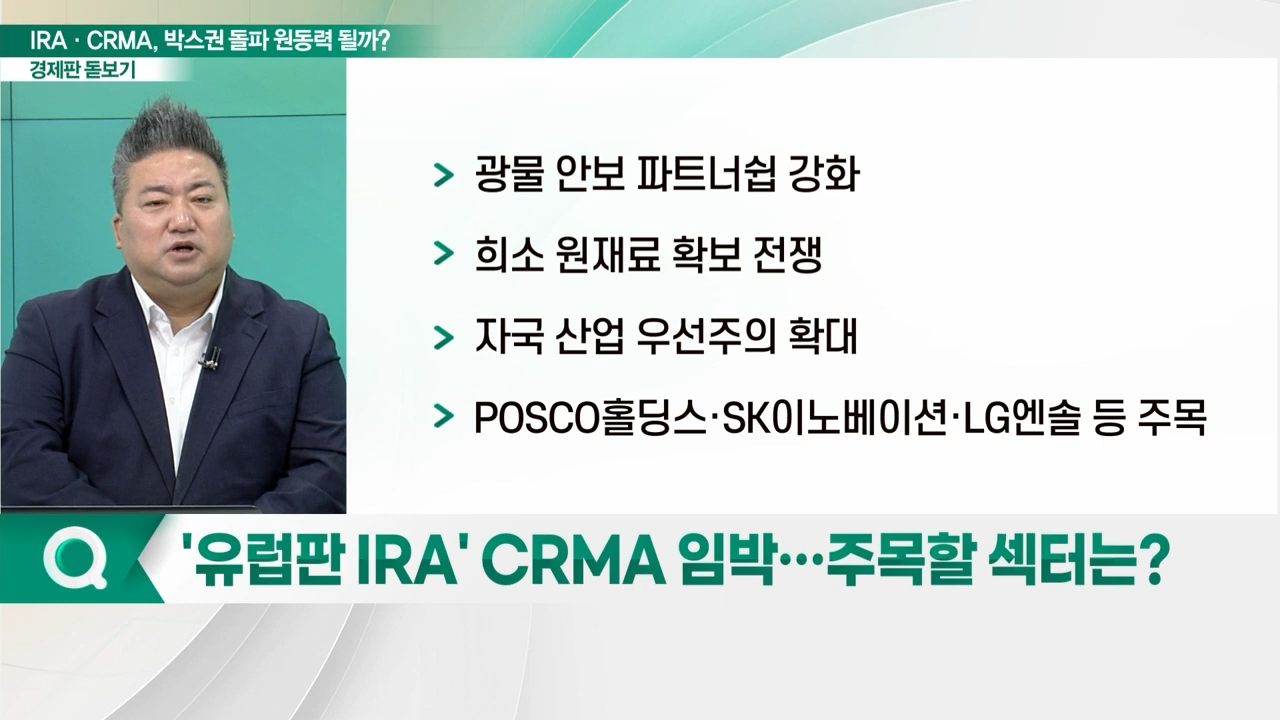 IRA · CRMA, 박스권 돌파 원동력 될까?
경제판 돋보기
> 광물 안보 파트너쉽 강화
> 희소 원재료 확보 전쟁
> 자국 산업 우선주의 확대
> POSCO홀딩스·SK이노베이션·LG엔솔 등 주목
Q '유럽판 IRA' CRMA 임박…주목할 섹터는?